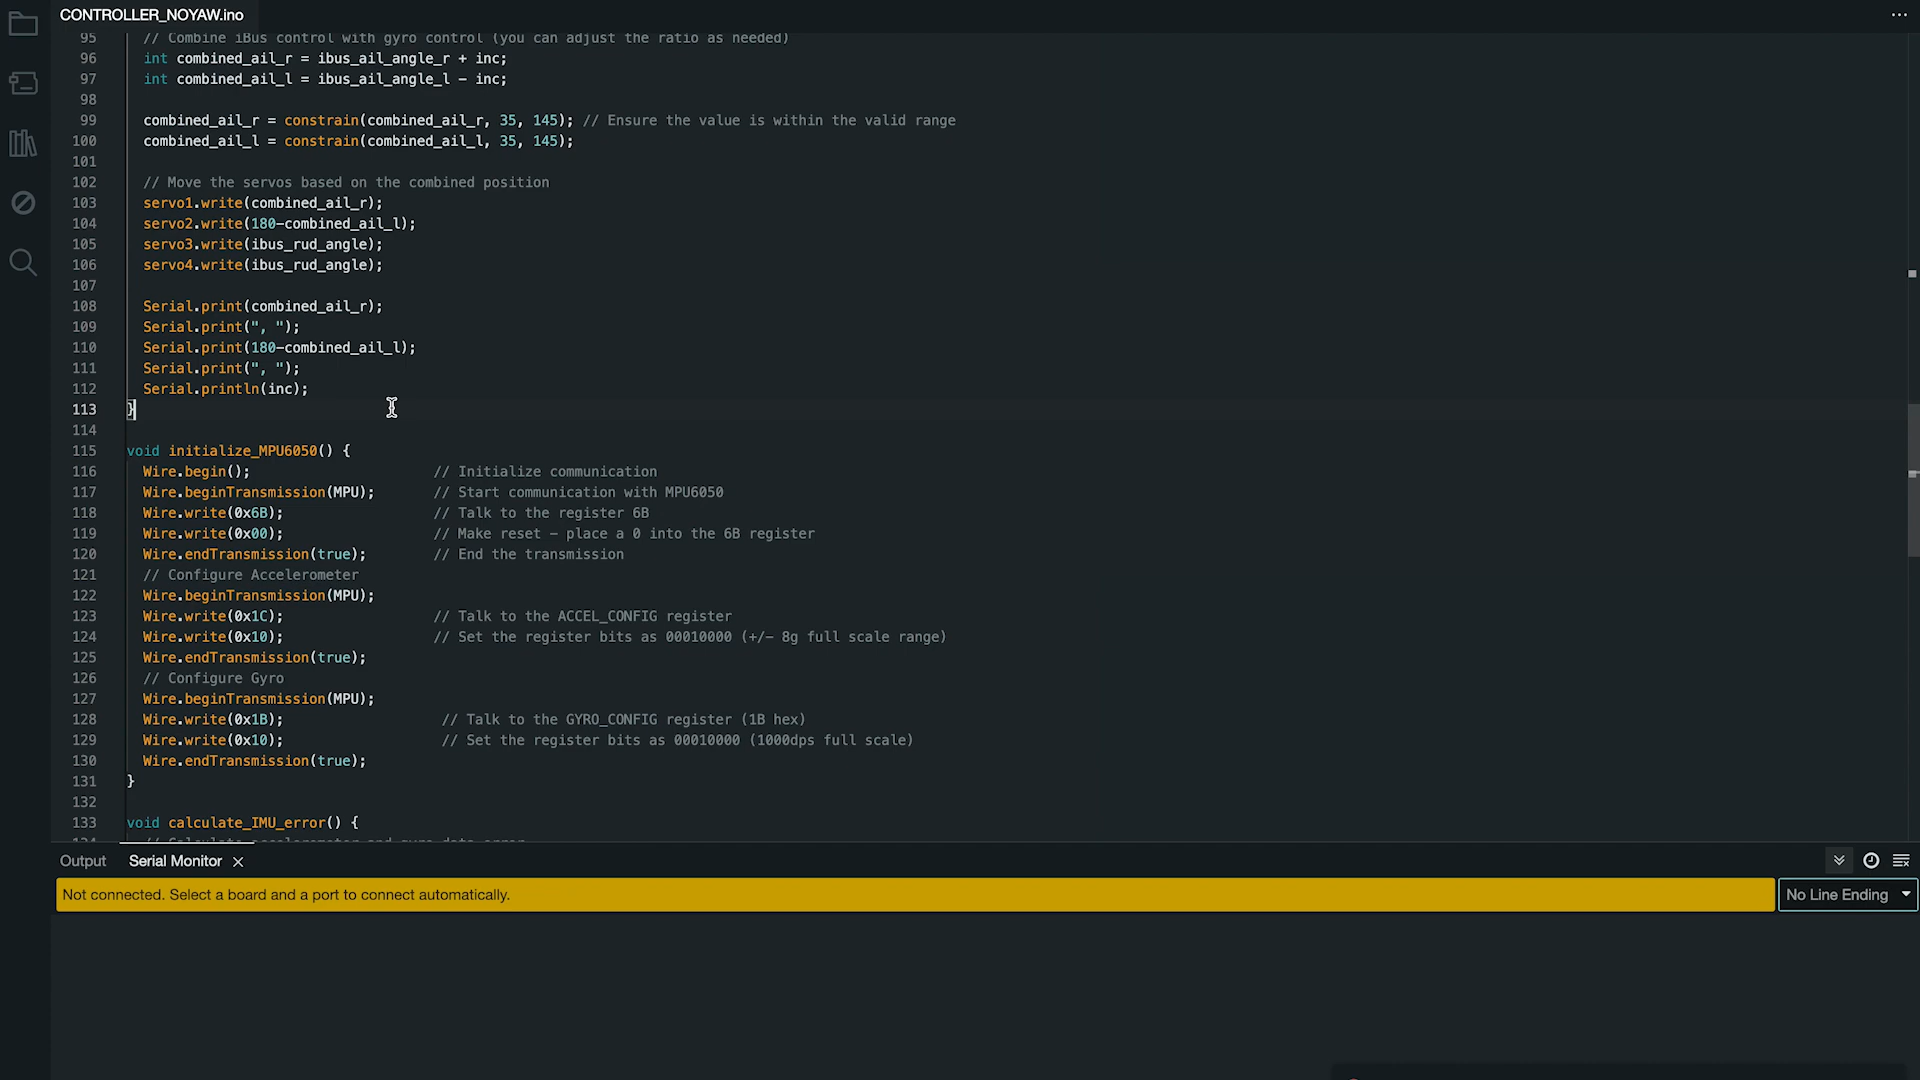 CONTROLLER_NOYAW.ino
95 // Combine iBus control with gyro control (you can adjust the ratio as needed)
96 int combined_ail_r = ibus_ail_angle_r + inc;
97 int combined_ail_l = ibus_ail_angle_l - inc;
98
99 combined_ail_r = constrain(combined_ail_r, 35, 145); // Ensure the value is within the valid range
100 combined_ail_l = constrain(combined_ail_l, 35, 145);
101
102 // Move the servos based on the combined position
103 servo1.write(combined_ail_r);
104 servo2.write(180-combined_ail_l);
105 servo3.write(ibus_rud_angle);
106 servo4.write(ibus_rud_angle);
107
108 Serial.print(combined_ail_r);
109 Serial.print(", ");
110 Serial.print(180-combined_ail_l);
111 Serial.print(", ");
112 Serial.println(inc);
113 }
114
115 void initialize_MPU6050() {
116 Wire.begin(); // Initialize communication
117 Wire.beginTransmission(MPU); // Start communication with MPU6050
118 Wire.write(0x6B); // Talk to the register 6B
119 Wire.write(0x00); // Make reset - place a 0 into the 6B register
120 Wire.endTransmission(true); // End the transmission
121 // Configure Accelerometer
122 Wire.beginTransmission(MPU);
123 Wire.write(0x1C); // Talk to the ACCEL_CONFIG register
124 Wire.write(0x10); // Set the register bits as 00010000 (+/- 8g full scale range)
125 Wire.endTransmission(true);
126 // Configure Gyro
127 Wire.beginTransmission(MPU);
128 Wire.write(0x1B); // Talk to the GYRO_CONFIG register (1B hex)
129 Wire.write(0x10); // Set the register bits as 00010000 (1000dps full scale)
130 Wire.endTransmission(true);
131 }
132
133 void calculate_IMU_error() {
134 // Calculate accelerometer and gyro data error
Output Serial Monitor
Not connected. Select a board and a port to connect automatically. No Line Ending